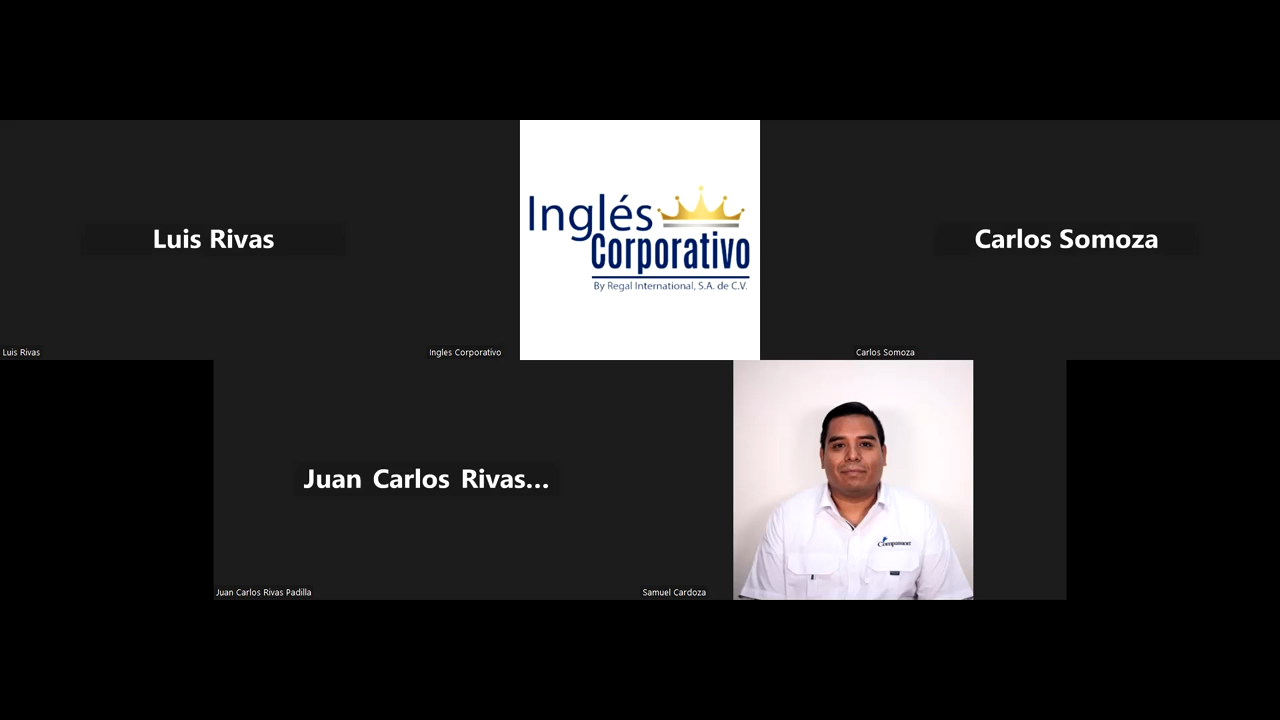 Luis Rivas
Inglés
Corporativo
By Regal International, S.A. de C.V.
Carlos Somoza
Luis Rivas
Ingles Corporativo
Carlos Somoza
Juan Carlos Rivas...
Juan Carlos Rivas Padilla
Samuel Cardoza